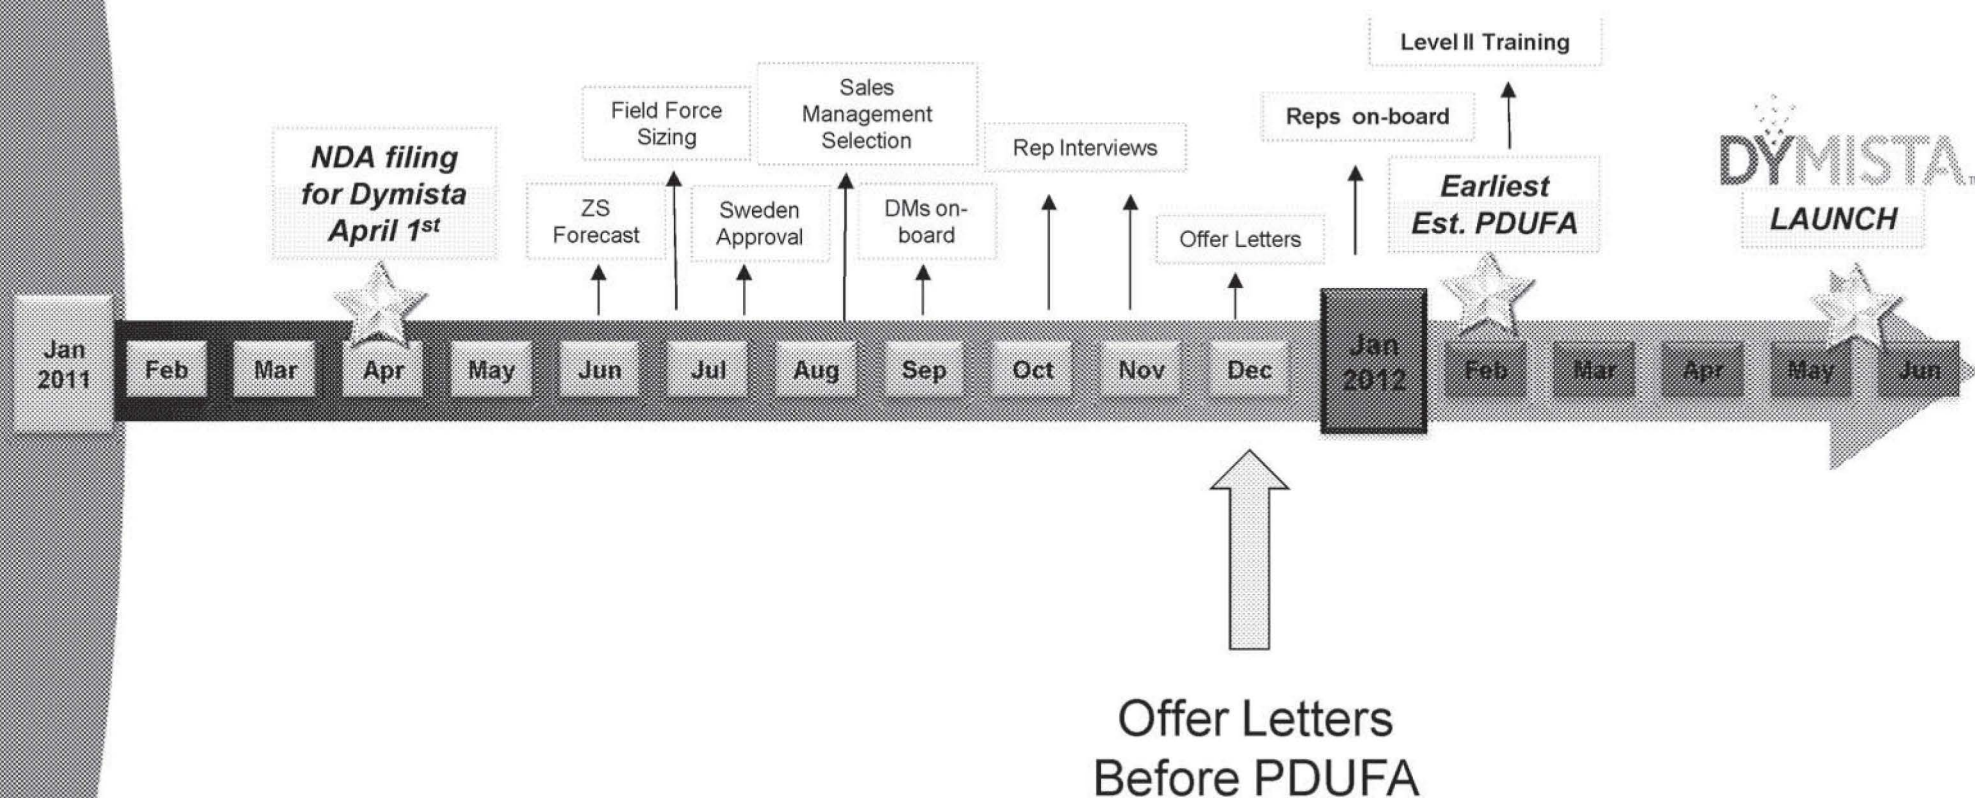 Level II Training
Reps on-board
Sales
Management
Selection
Field Force
Sizing
Rep Interviews
NDA filing
for Dymista
April 1st
ZS
Forecast
Sweden
Approval
DMs on-
board
Offer Letters
Earliest
Est. PDUFA
DYMISTA
LAUNCH
Jan
2011
Feb
Mar
Apr
May
Jun
Jul
Aug
Sep
Oct
Nov
Dec
Jan
2012
Feb
Mar
Apr
May
Jun
Offer Letters
Before PDUFA